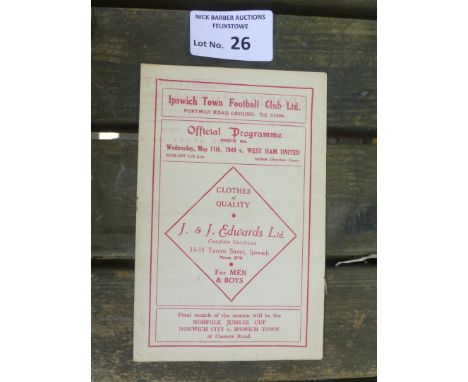 NICK BARBER AUCTIONS
FELIXSTOWE
Lot No. 26
Ipswich Town Football Club Ltd.
PORTMAN ROAD GROUND.
Official Programme
Wednesday, May 11th, 1949 v. WEST HAM UNITED
CLOTHES
of
QUALITY
J. & J. Edwards Ltd.
Complete Outfitters
33-35 Tavern Street, Ipswich
For MEN
& BOYS
Final match of the season will be the
NORFOLK JUBILEE CUP
NORWICH CITY v. IPSWICH TOWN
at Carrow Road